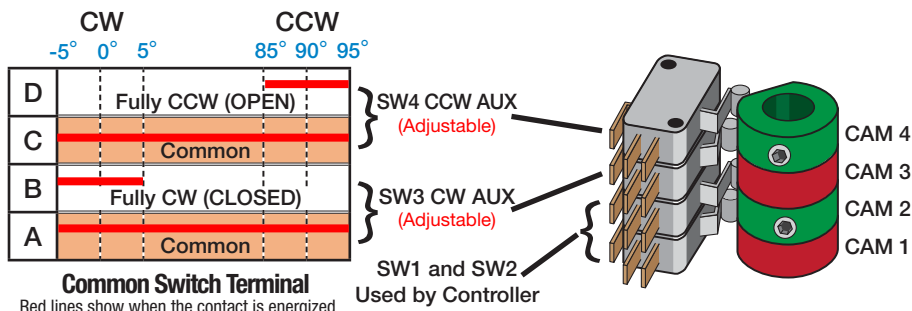 CW CCW
-5° 0° 5° 85° 90° 95°
D Fully CCW (OPEN)
C Common
B Fully CW (CLOSED)
A Common
SW4 CCW AUX
(Adjustable)
SW3 CW AUX
(Adjustable)
SW1 and SW2
Used by Controller
CAM 4
CAM 3
CAM 2
CAM 1
Common Switch Terminal
Red lines show when the contact is energized